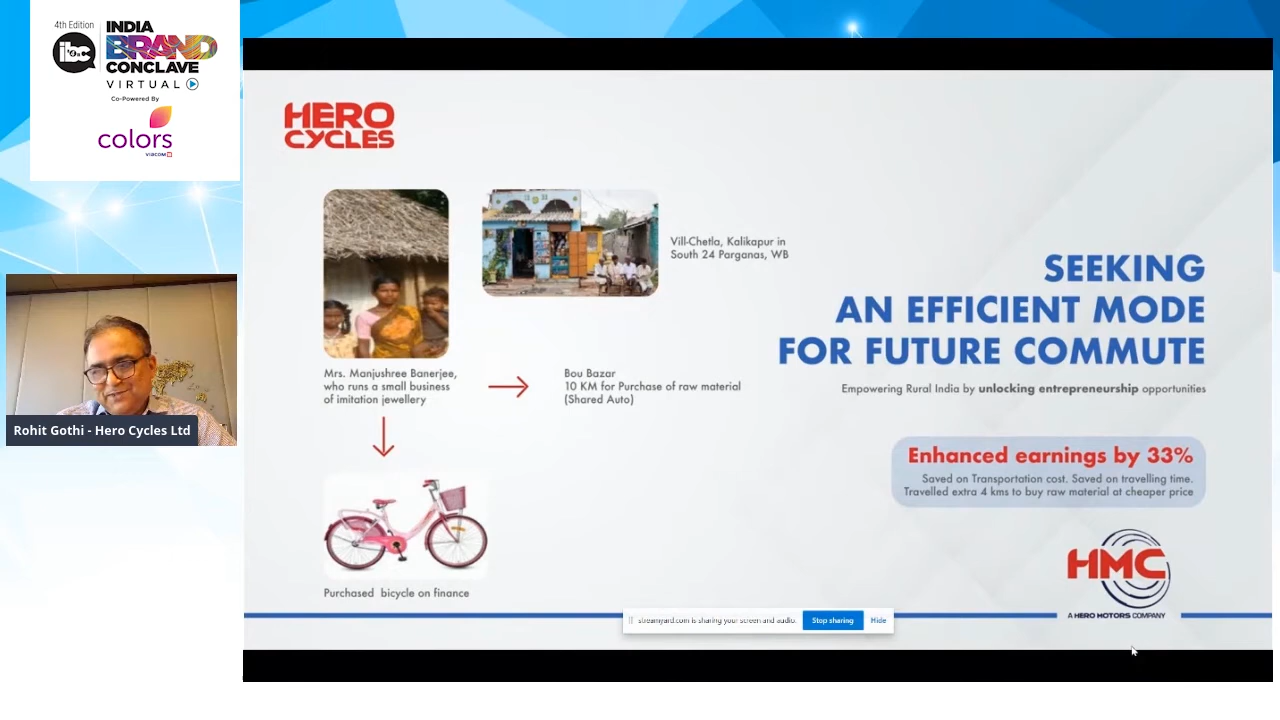 4th Edition
INDIA
BRAND
CONCLAVE
VIRTUAL
Co-Powered By
colors
VIACOM18
Rohit Gothi - Hero Cycles Ltd
HERO
CYCLES
Vill-Chetla, Kalikapur in
South 24 Parganas, WB
Mrs. Manjushree Banerjee,
who runs a small business
of imitation jewellery
Bou Bazar
10 KM for Purchase of raw material
(Shared Auto)
Purchased bicycle on finance
SEEKING
AN EFFICIENT MODE
FOR FUTURE COMMUTE
Empowering Rural India by unlocking entrepreneurship opportunities
Enhanced earnings by 33%
Saved on Transportation cost. Saved on travelling time.
Travelled extra 4 kms to buy raw material at cheaper price
HMC
A HERO MOTORS COMPANY
streamyard.com is sharing your screen and audio. Stop sharing Hide